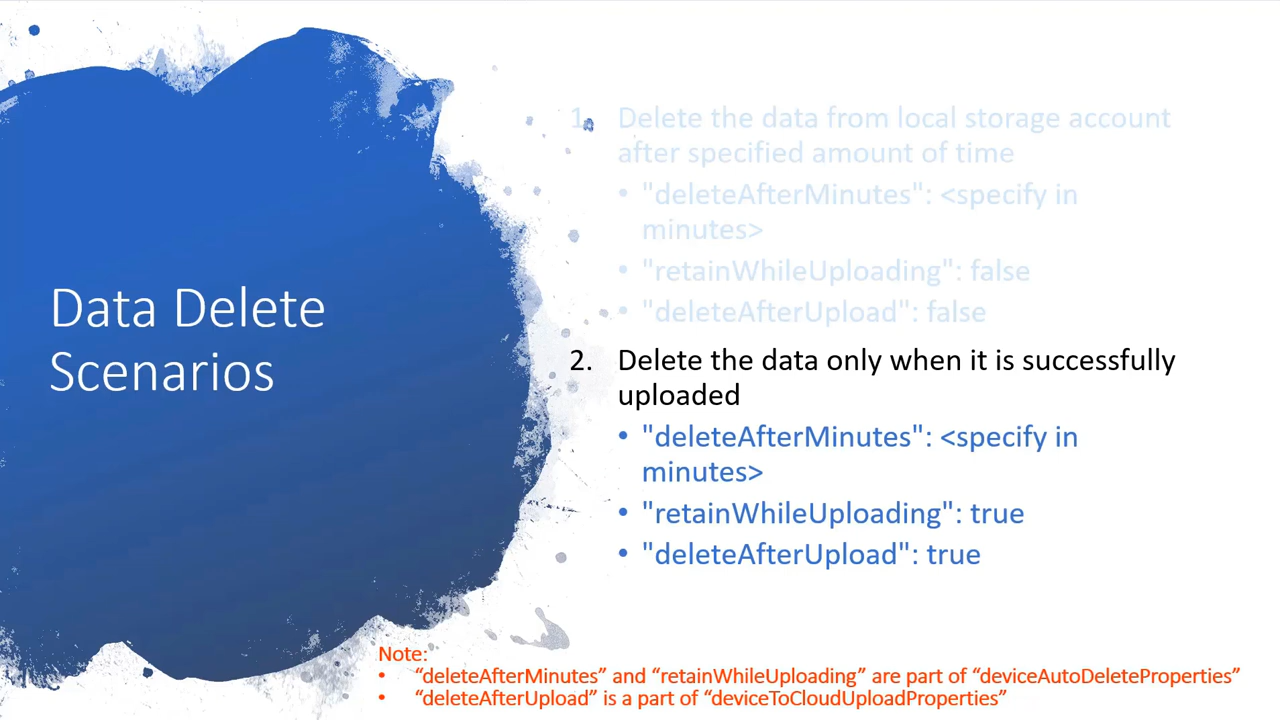 Data Delete
Scenarios
1. Delete the data from local storage account
after specified amount of time
• "deleteAfterMinutes": <specify in
minutes>
• "retainWhileUploading": false
• "deleteAfterUpload": false
2. Delete the data only when it is successfully
uploaded
• "deleteAfterMinutes": <specify in
minutes>
• "retainWhileUploading": true
• "deleteAfterUpload": true
Note:
• “deleteAfterMinutes” and “retainWhileUploading” are part of “deviceAutoDeleteProperties”
• “deleteAfterUpload” is a part of “deviceToCloudUploadProperties”